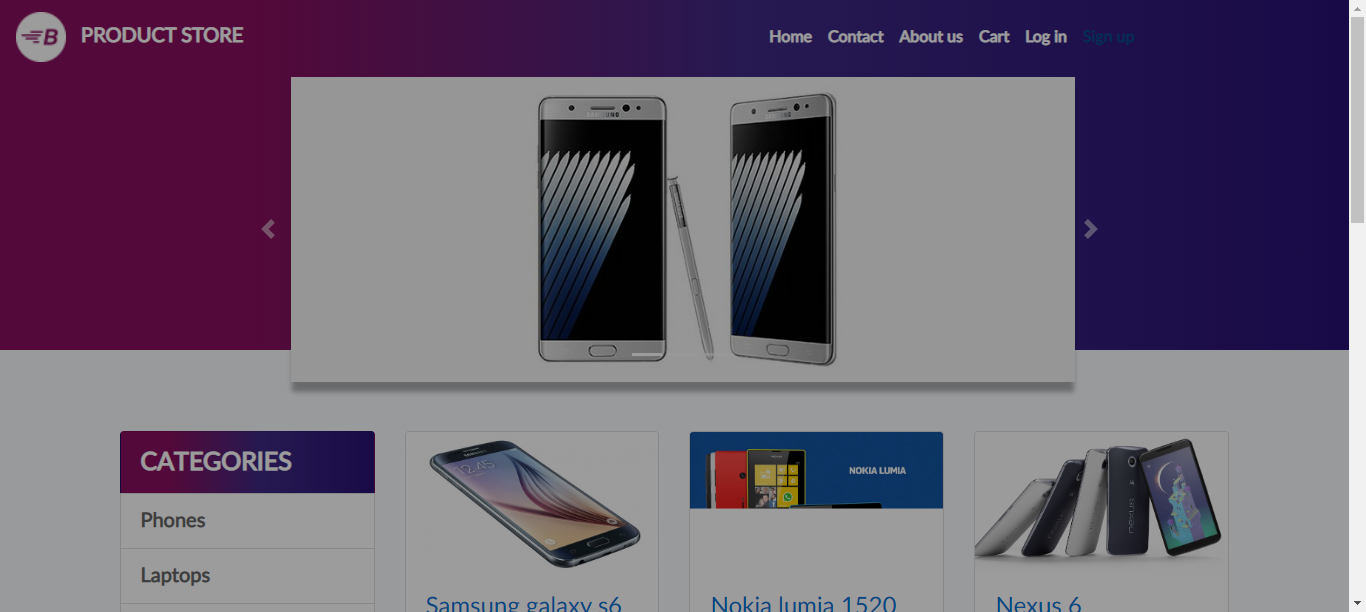 B PRODUCT STORE
Home Contact About us Cart Log in Sign up
SAMSUNG SAMSUNG
CATEGORIES
Phones
Laptops
12:45
NOKIA LUMIA
nexus
Samsung galaxy s6
Nokia lumia 1520
Nexus 6